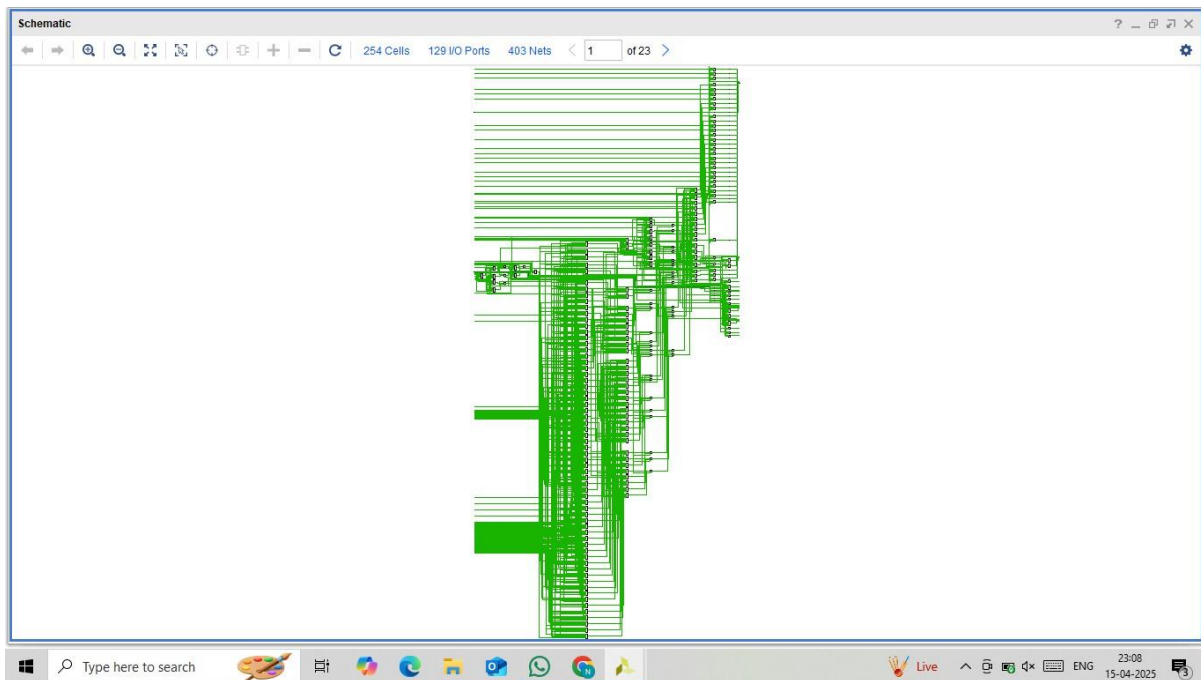 Schematic
254 Cells 129 I/O Ports 403 Nets 1 of 23
Type here to search
Live
ENG
23:08
15-04-2025
3